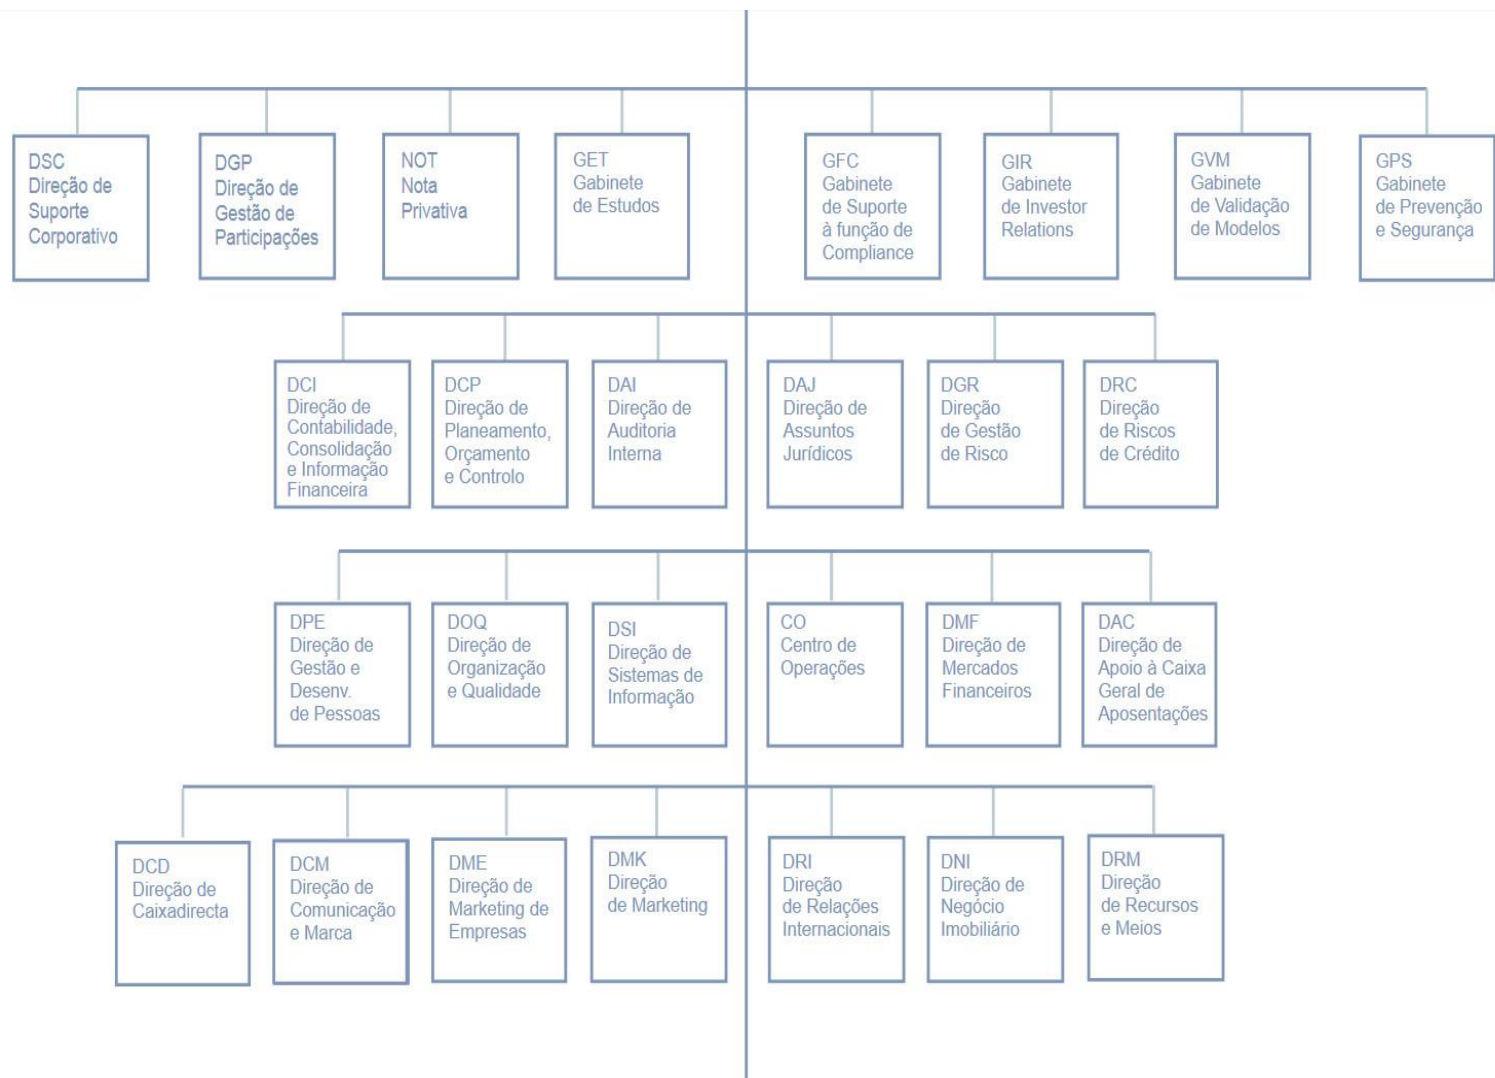 DSC
Direção de
Suporte
Corporativo
DGP
Direção de
Gestão de
Participações
NOT
Nota
Privativa
GET
Gabinete
de Estudos
GFC
Gabinete
de Suporte
à função de
Compliance
GIR
Gabinete
de Investor
Relations
GVM
Gabinete
de Validação
de Modelos
GPS
Gabinete
de Prevenção
e Segurança
DCI
Direção de
Contabilidade,
Consolidação
e Informação
Financeira
DCP
Direção de
Planeamento,
Orçamento
e Controlo
DAI
Direção de
Auditoria
Interna
DAJ
Direção de
Assuntos
Jurídicos
DGR
Direção
de Gestão
de Risco
DRC
Direção
de Riscos
de Crédito
DPE
Direção de
Gestão e
Desenv.
de Pessoas
DOQ
Direção de
Organização
e Qualidade
DSI
Direção de
Sistemas de
Informação
CO
Centro de
Operações
DMF
Direção de
Mercados
Financeiros
DAC
Direção de
Apoio à Caixa
Geral de
Aposentações
DCD
Direção de
Caixadirecta
DCM
Direção de
Comunicação
e Marca
DME
Direção de
Marketing de
Empresas
DMK
Direção
de Marketing
DRI
Direção
de Relações
Internacionais
DNI
Direção de
Negócio
Imobiliário
DRM
Direção
de Recursos
e Meios